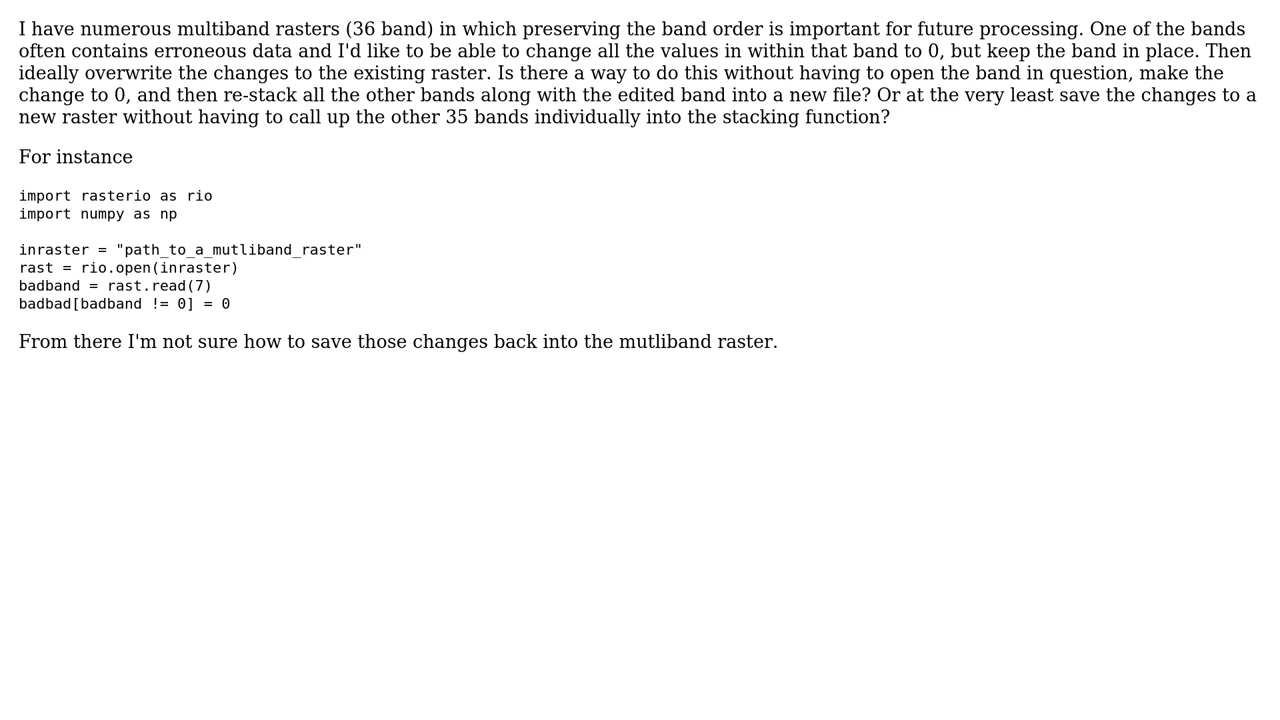 I have numerous multiband rasters (36 band) in which preserving the band order is important for future processing. One of the bands
often contains erroneous data and I'd like to be able to change all the values in within that band to 0, but keep the band in place. Then
ideally overwrite the changes to the existing raster. Is there a way to do this without having to open the band in question, make the
change to 0, and then re-stack all the other bands along with the edited band into a new file? Or at the very least save the changes to a
new raster without having to call up the other 35 bands individually into the stacking function?
For instance
import rasterio as rio
import numpy as np
inraster = "path_to_a_mutliband_raster"
rast = rio.open(inraster)
badband = rast.read(7)
badbad[badband != 0] = 0
From there I'm not sure how to save those changes back into the mutliband raster.